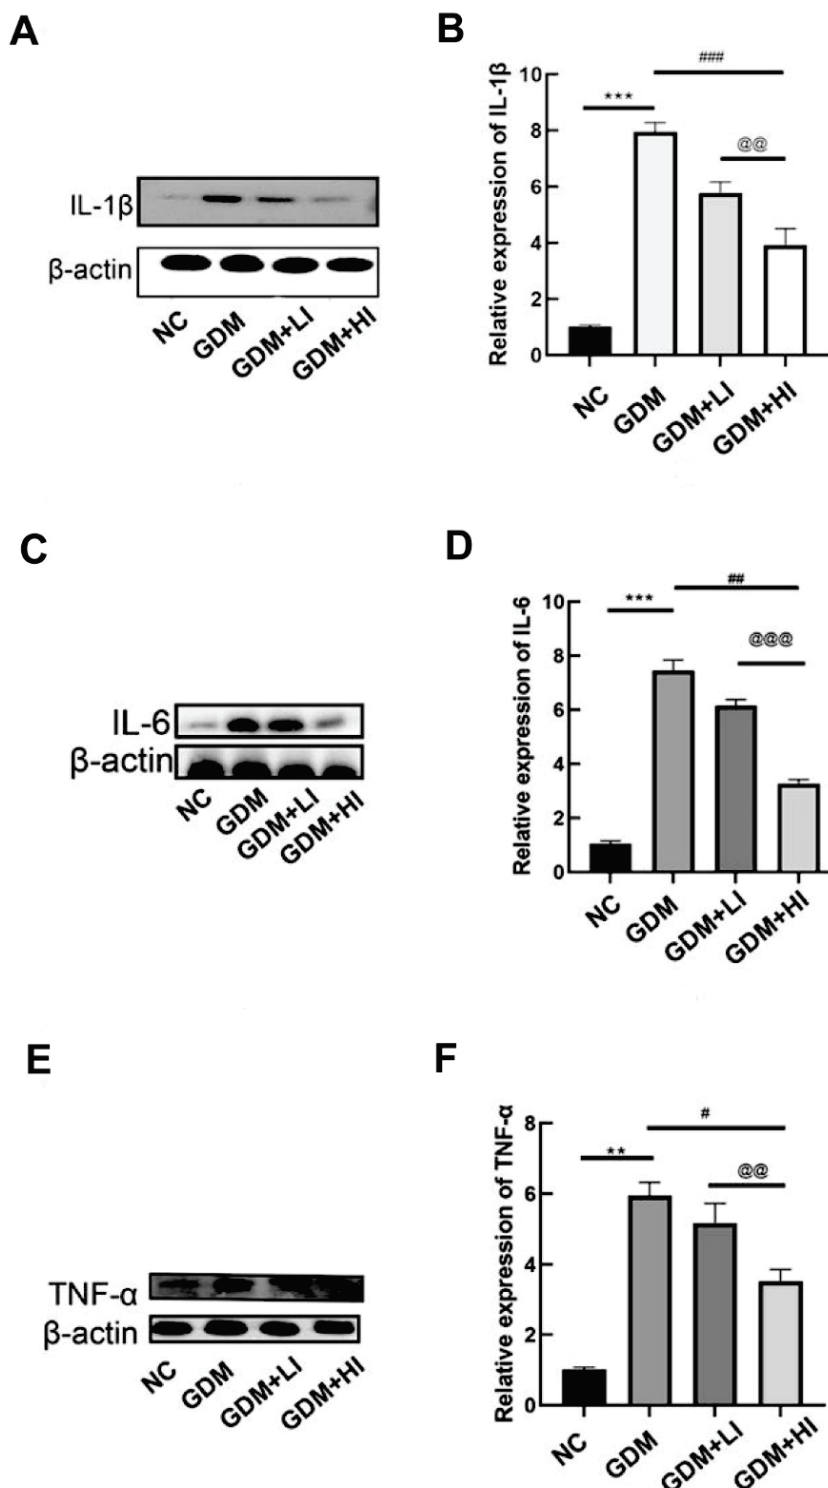 A
IL-1β
β-actin
NC
GDM
GDM+LI
GDM+HI
B
Relative expression of IL-1β
10
8
6
4
2
0
***
###
@@
NC
GDM
GDM+LI
GDM+HI
C
IL-6
β-actin
NC
GDM
GDM+LI
GDM+HI
D
Relative expression of IL-6
10
8
6
4
2
0
***
##
@@@
NC
GDM
GDM+LI
GDM+HI
E
TNF-α
β-actin
NC
GDM
GDM+LI
GDM+HI
F
Relative expression of TNF-α
8
6
4
2
0
**
#
@@
NC
GDM
GDM+LI
GDM+HI